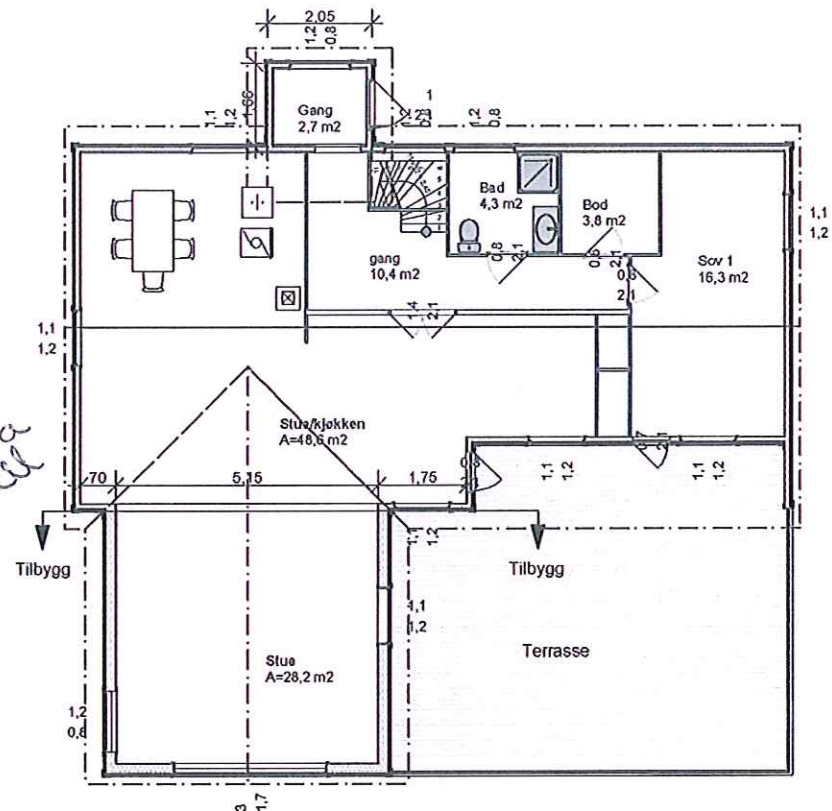 2,05
1,2
0,8
1,66
Gang
2,7 m2
1
1,1
1,2
1,2
0,8
Bad
4,3 m2
Bod
3,8 m2
gang
10,4 m2
Sov 1
16,3 m2
1,1
1,2
0,8
2,1
0,6
2,1
2,1
1,4
2,1
1,1
1,2
Stue/kjøkken
A=48,6 m2
70
5,15
1,75
2,1
1,1
1,2
1,1
1,2
1,1
1,2
Tilbygg
Tilbygg
1,1
1,2
Stue
A=28,2 m2
Terrasse
1,2
0,8
3
1,7